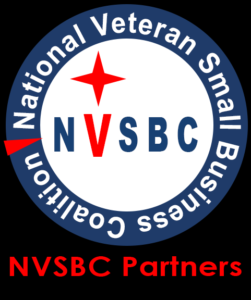 National Veteran Small Business Coalition
NVSBC
NVSBC Partners